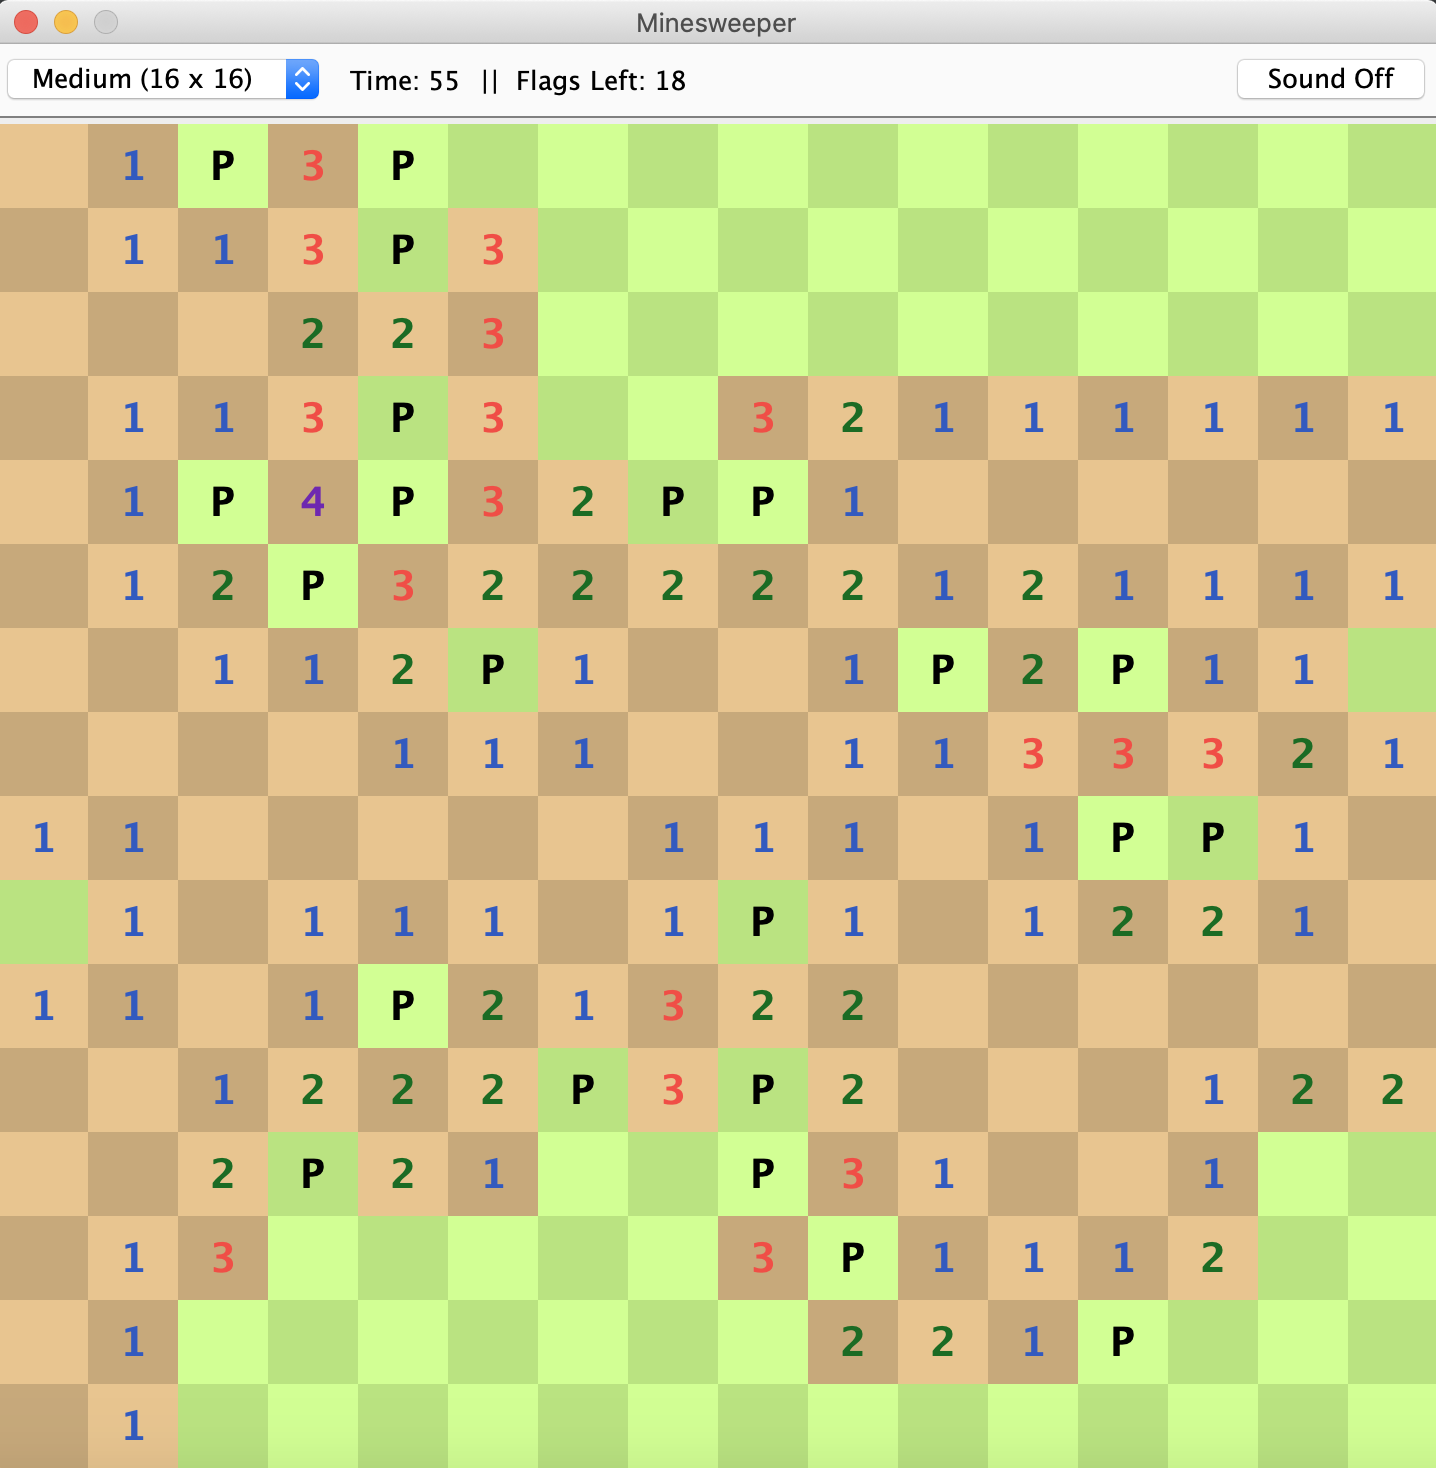 Minesweeper
Medium (16 x 16) Time: 55 || Flags Left: 18 Sound Off
1 P 3 P
1 1 3 P 3
2 2 3
1 1 3 P 3 3 2 1 1 1 1 1 1
1 P 4 P 3 2 P P 1
1 2 P 3 2 2 2 2 2 1 2 1 1 1 1
1 1 2 P 1 1 P 2 P 1 1
1 1 1 1 1 3 3 3 2 1
1 1 1 1 1 1 P P 1
1 1 1 1 1 P 1 1 2 2 1
1 1 1 P 2 1 3 2 2
1 2 2 2 P 3 P 2 1 2 2
2 P 2 1 P 3 1 1
1 3 3 P 1 1 1 2
1 2 2 1 P
1